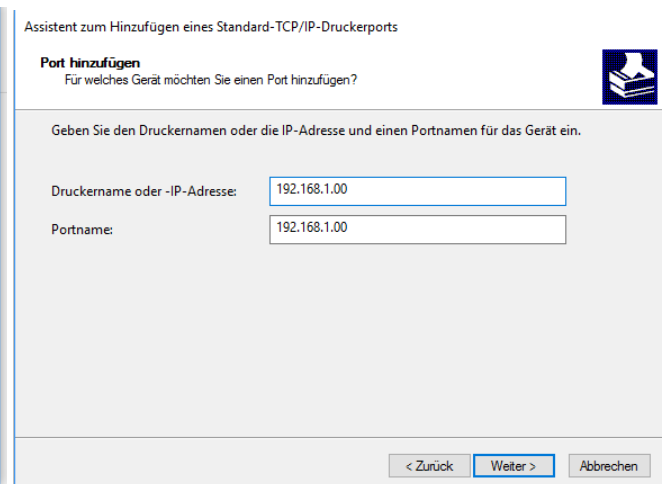 Assistent zum Hinzufügen eines Standard-TCP/IP-Druckerports
Port hinzufügen
Für welches Gerät möchten Sie einen Port hinzufügen?
Geben Sie den Druckernamen oder die IP-Adresse und einen Portnamen für das Gerät ein.
Druckername oder -IP-Adresse: 192.168.1.00
Portname: 192.168.1.00
< Zurück Weiter > Abbrechen